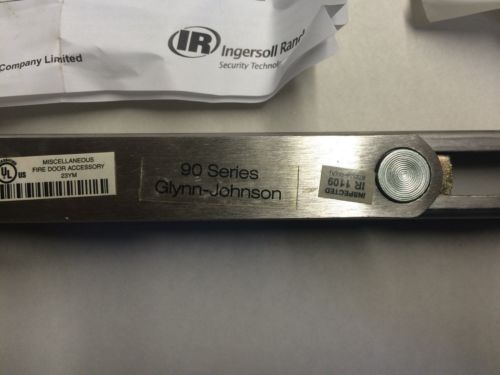 Company Limited
IR Ingersoll Rand
Security Technolo
UL US
MISCELLANEOUS
FIRE DOOR ACCESSORY
23YM
90 Series
Glynn-Johnson
INSPECTED
IR 1109